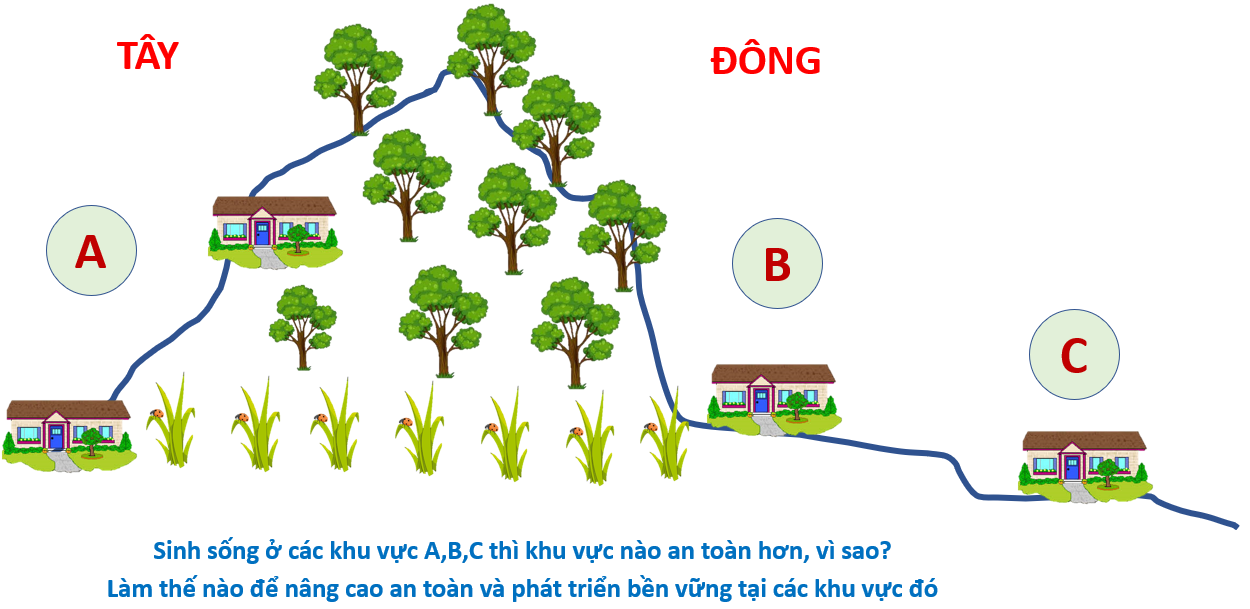 TÂY
ĐÔNG
A
B
C
Sinh sống ở các khu vực A,B,C thì khu vực nào an toàn hơn, vì sao?
Làm thế nào để nâng cao an toàn và phát triển bền vững tại các khu vực đó